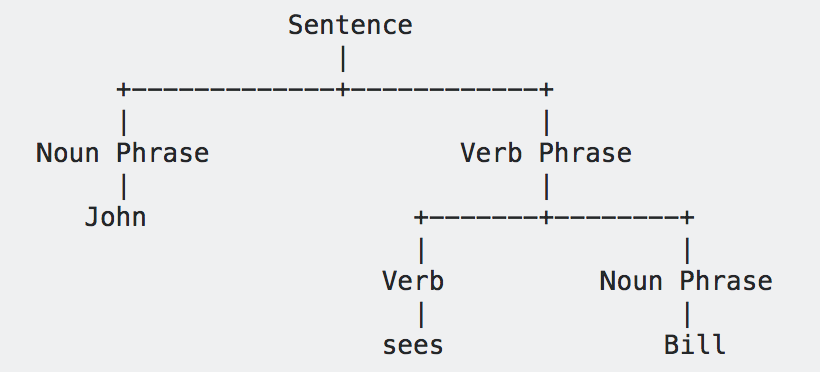 Sentence
Noun Phrase Verb Phrase
John
Verb Noun Phrase
sees Bill